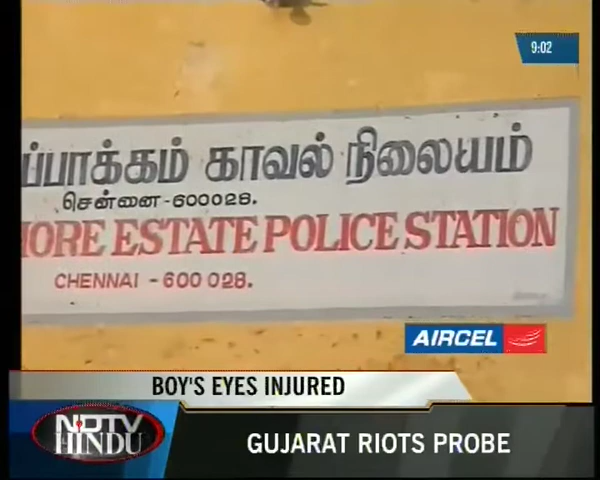 9:02
ப்பாக்கம் காவல் நிலையம்
சென்னை-600028.
MORE ESTATE POLICE STATION
CHENNAI - 600 028.
AIRCEL
BOY'S EYES INJURED
NDTV
HINDU
GUJARAT RIOTS PROBE